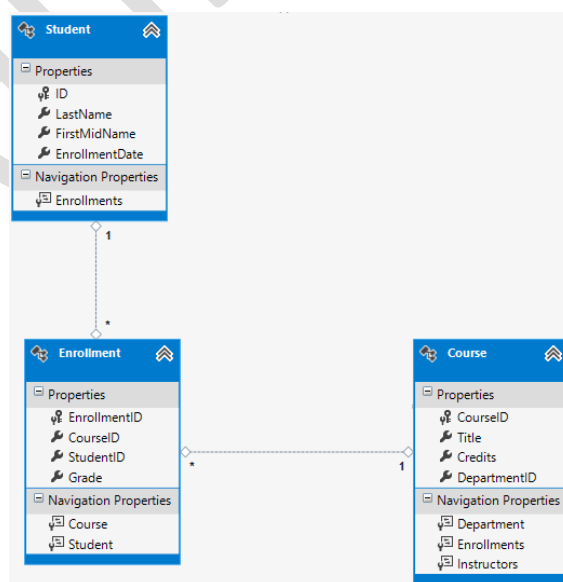 Student
Properties
ID
LastName
FirstMidName
EnrollmentDate
Navigation Properties
Enrollments
1
*
Enrollment
Properties
EnrollmentID
CourseID
StudentID
Grade
Navigation Properties
Course
Student
*
1
Course
Properties
CourseID
Title
Credits
DepartmentID
Navigation Properties
Department
Enrollments
Instructors